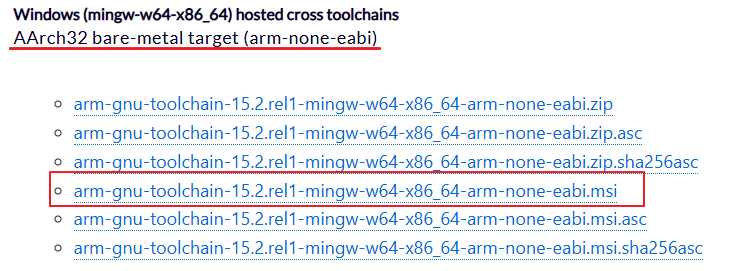 Windows (mingw-w64-x86_64) hosted cross toolchains
AArch32 bare-metal target (arm-none-eabi)
arm-gnu-toolchain-15.2.rel1-mingw-w64-x86_64-arm-none-eabi.zip
arm-gnu-toolchain-15.2.rel1-mingw-w64-x86_64-arm-none-eabi.zip.asc
arm-gnu-toolchain-15.2.rel1-mingw-w64-x86_64-arm-none-eabi.zip.sha256asc
arm-gnu-toolchain-15.2.rel1-mingw-w64-x86_64-arm-none-eabi.msi
arm-gnu-toolchain-15.2.rel1-mingw-w64-x86_64-arm-none-eabi.msi.asc
arm-gnu-toolchain-15.2.rel1-mingw-w64-x86_64-arm-none-eabi.msi.sha256asc